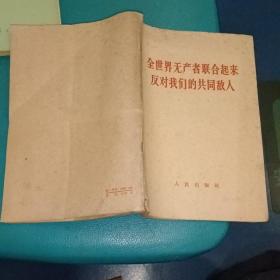 全世界无产者联合起来
反对我们的共同敌人
人民出版社